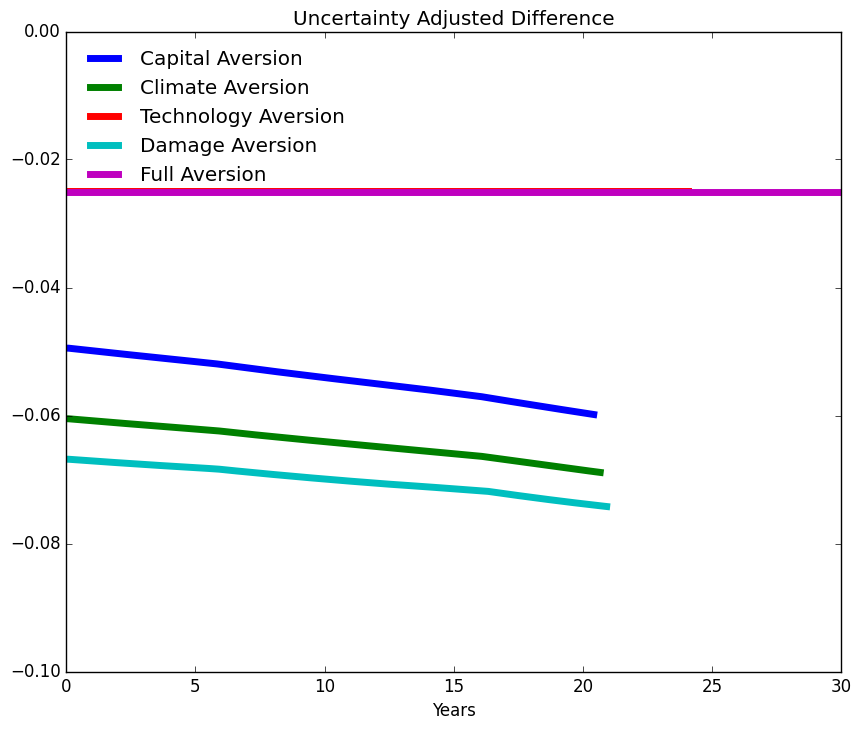 Uncertainty Adjusted Difference
0.00
Capital Aversion
Climate Aversion
Technology Aversion
Damage Aversion
Full Aversion
−0.02
−0.04
−0.06
−0.08
−0.10
0 5 10 15 20 25 30
Years